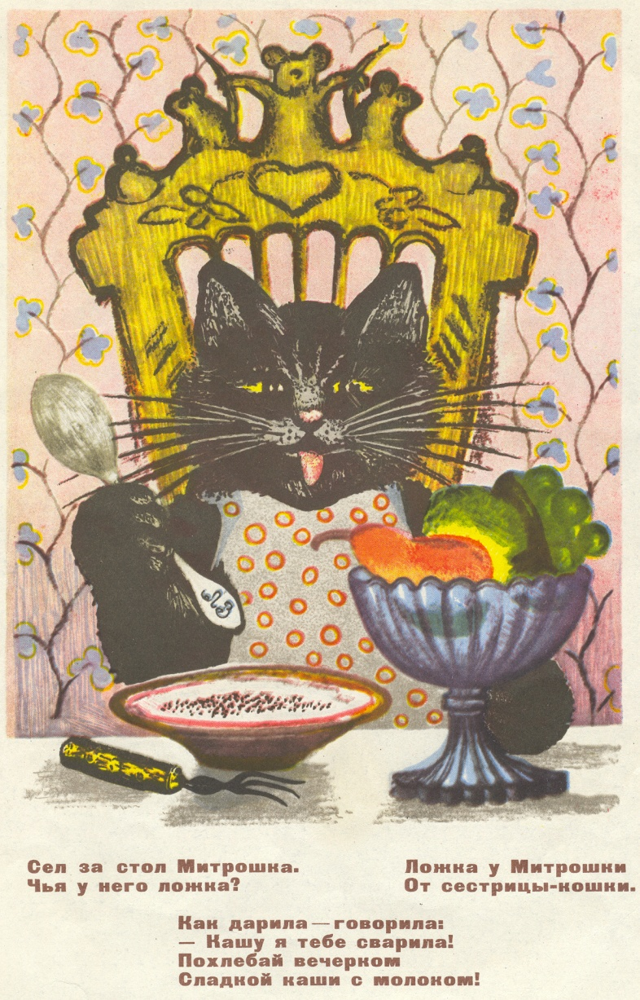 Сел за стол Митрошка.
Чья у него ложка?
Ложка у Митрошки
От сестрицы-кошки.
Как дарила—говорила:
— Кашу я тебе сварила!
Похлебай вечерком
Сладкой каши с молоком!